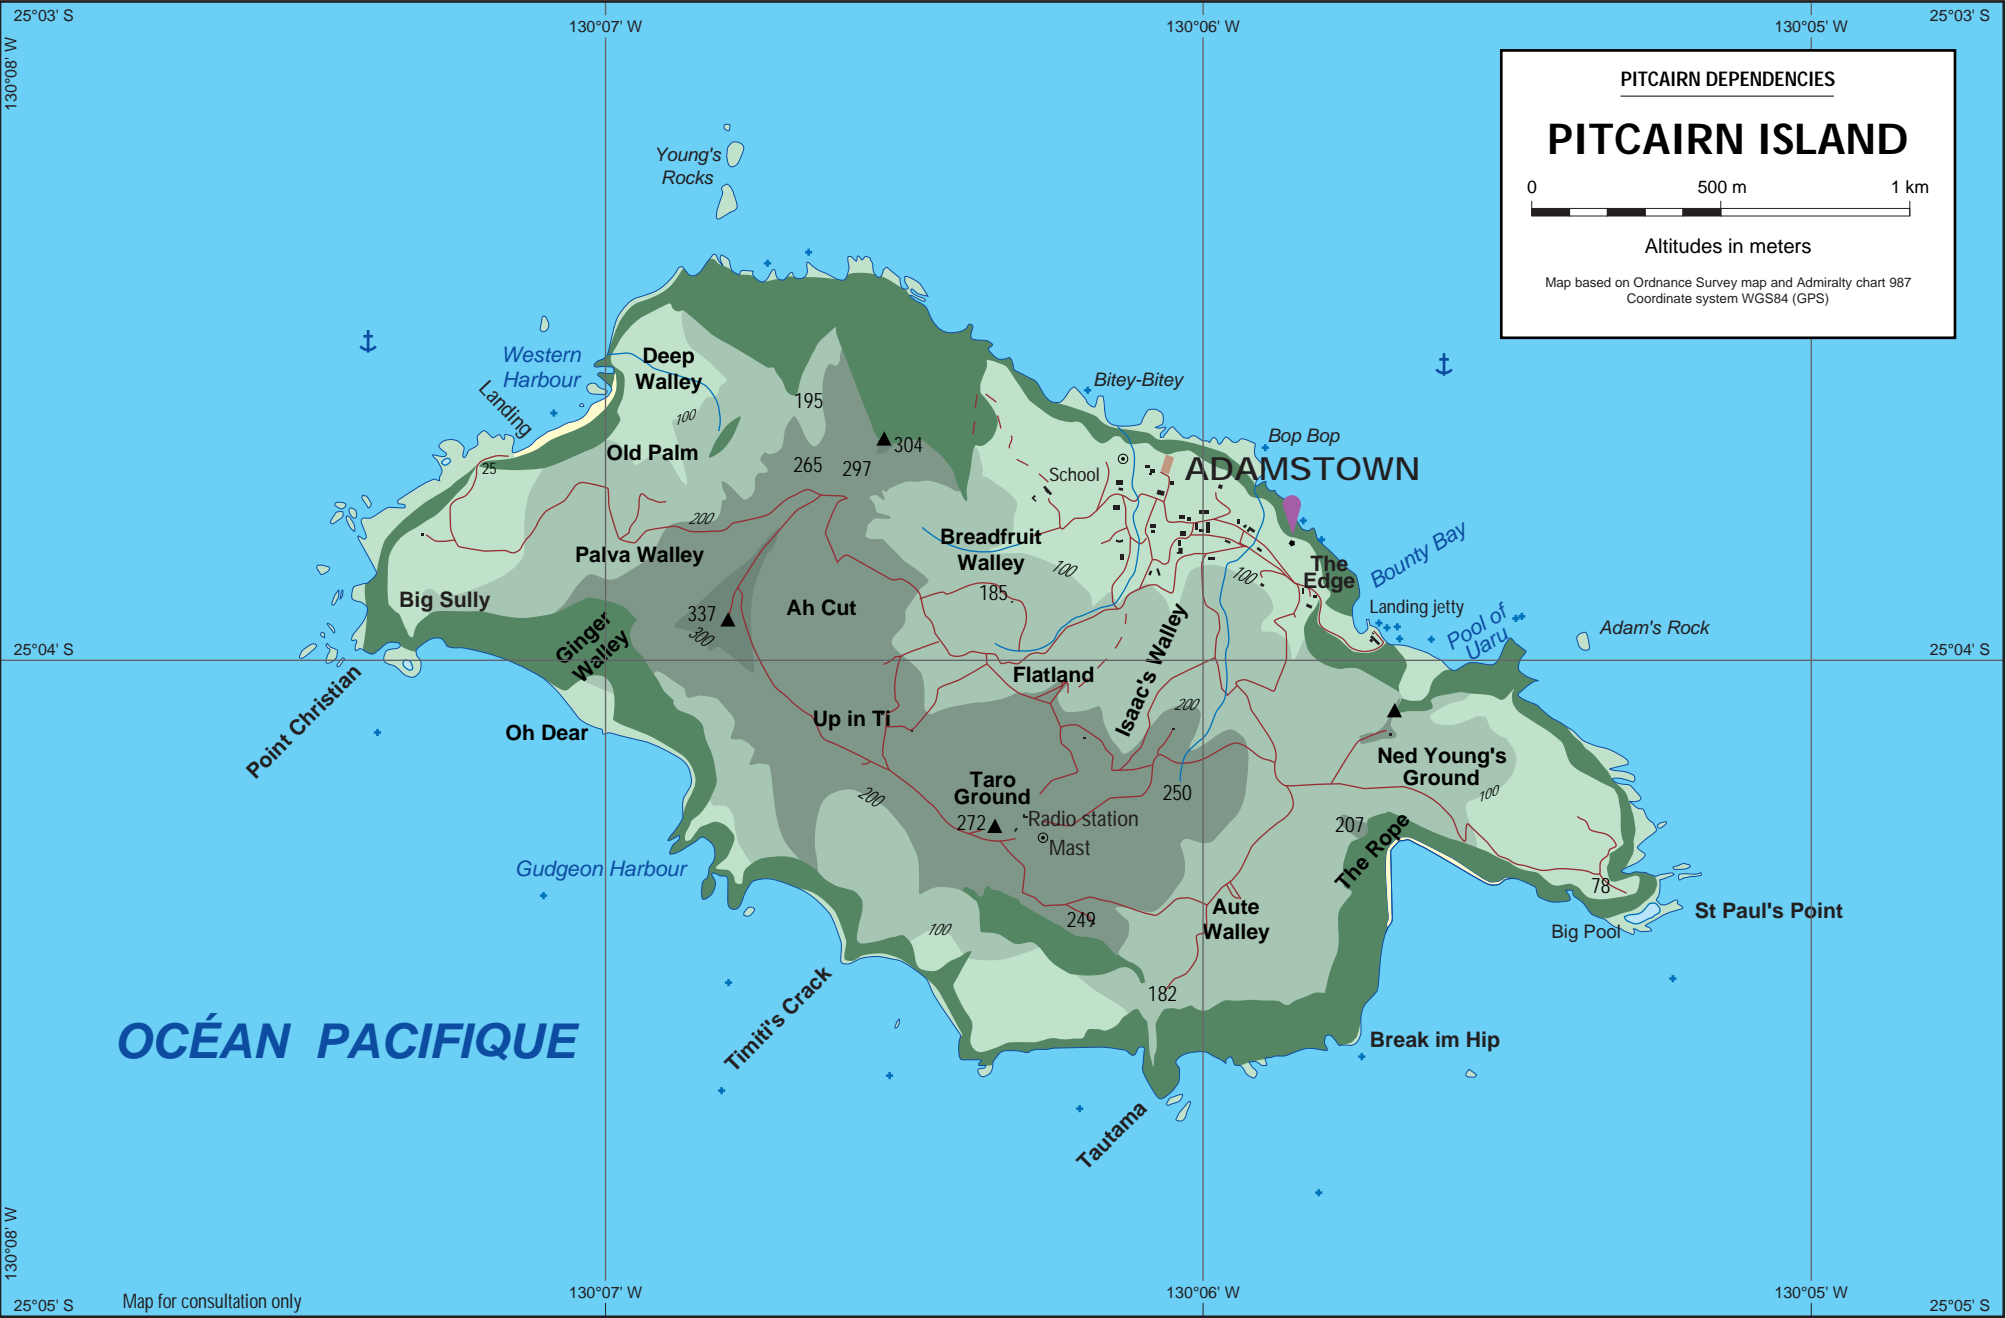 25°03' S
130°07' W
130°06' W
130°05' W
25°03' S
130°08' W
PITCAIRN DEPENDENCIES
PITCAIRN ISLAND
0 500 m 1 km
Altitudes in meters
Map based on Ordnance Survey map and Admiralty chart 987
Coordinate system WGS84 (GPS)
Young's
Rocks
Western
Harbour
Landing
Deep
Walley
100
195
Old Palm
265
297
304
25
200
Palva Walley
Bitey-Bitey
Bop Bop
ADAMSTOWN
School
Breadfruit
Walley
100
185
100
The
Edge
Bounty Bay
Landing jetty
Pool of
Uaru
Adam's Rock
1
Big Sully
337
300
Ah Cut
Ginger
Walley
25°04' S
25°04' S
Point Christian
Oh Dear
Up in Ti
Flatland
Isaac's Walley
200
Ned Young's
Ground
100
Taro
Ground
200
272
Radio station
Mast
250
207
The Rope
Gudgeon Harbour
78
St Paul's Point
Big Pool
Aute
Walley
249
100
182
Timiti's Crack
Break im Hip
Tautama
OCÉAN PACIFIQUE
130°08' W
25°05' S
Map for consultation only
130°07' W
130°06' W
130°05' W
25°05' S